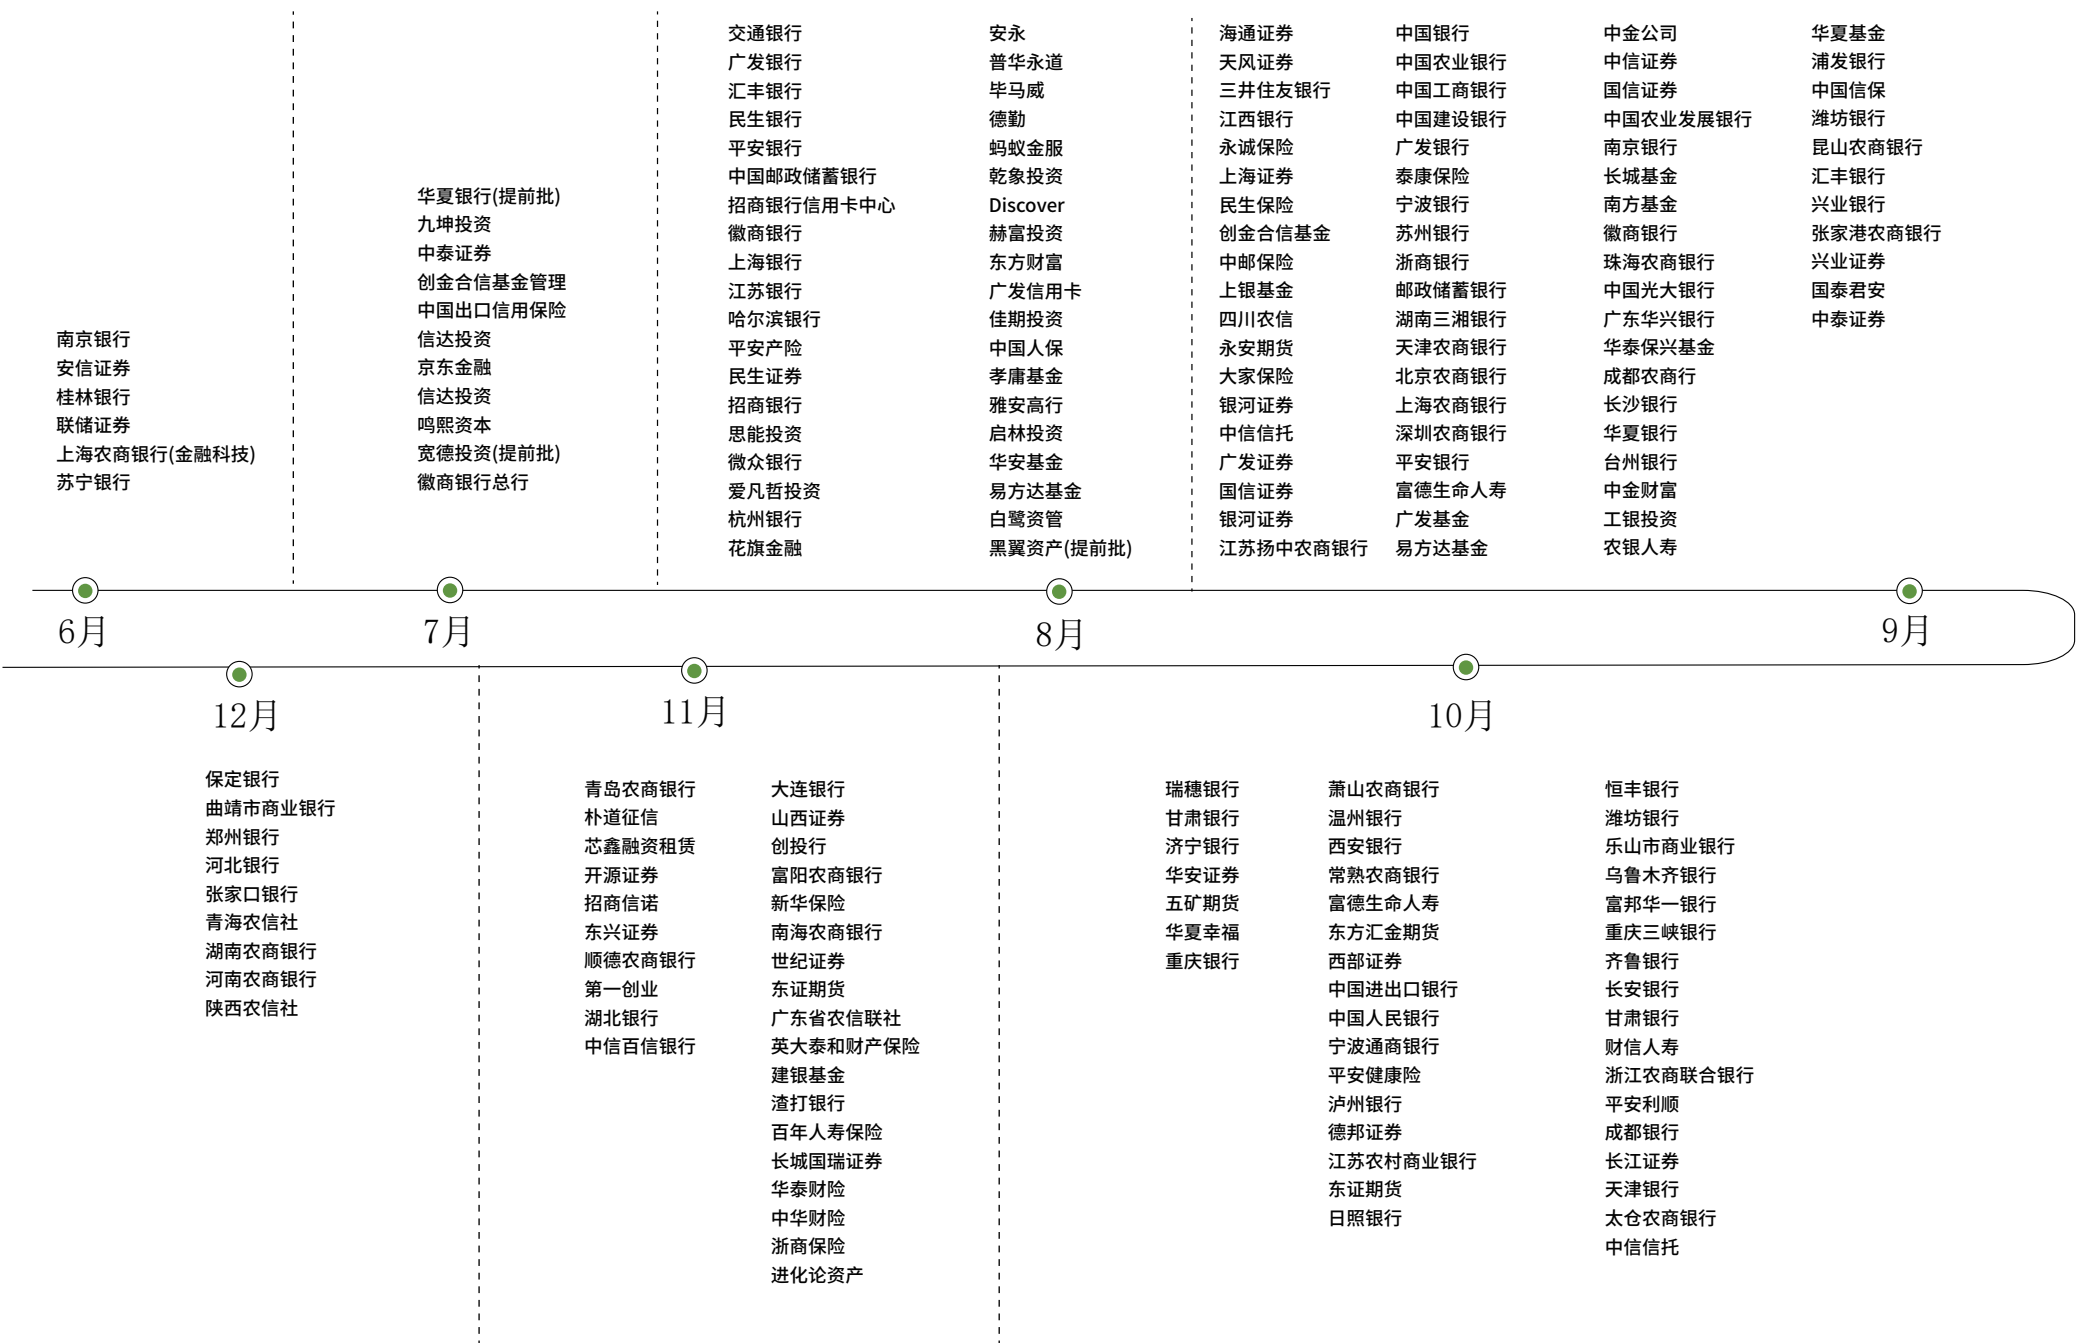 南京银行
安信证券
桂林银行
联储证券
上海农商银行(金融科技)
苏宁银行
6月
华夏银行(提前批)
九坤投资
中泰证券
创金合信基金管理
中国出口信用保险
信达投资
京东金融
信达投资
鸣熙资本
宽德投资(提前批)
徽商银行总行
7月
交通银行
广发银行
汇丰银行
民生银行
平安银行
中国邮政储蓄银行
招商银行信用卡中心
徽商银行
上海银行
江苏银行
哈尔滨银行
平安产险
民生证券
招商银行
思能投资
微众银行
爱凡哲投资
杭州银行
花旗金融
安永
普华永道
毕马威
德勤
蚂蚁金服
乾象投资
Discover
赫富投资
东方财富
广发信用卡
佳期投资
中国人保
孝庸基金
雅安高行
启林投资
华安基金
易方达基金
白鹭资管
黑翼资产(提前批)
8月
海通证券
天风证券
三井住友银行
江西银行
永诚保险
上海证券
民生保险
创金合信基金
中邮保险
上银基金
四川农信
永安期货
大家保险
银河证券
中信信托
广发证券
国信证券
银河证券
江苏扬中农商银行
中国银行
中国农业银行
中国工商银行
中国建设银行
广发银行
泰康保险
宁波银行
苏州银行
浙商银行
邮政储蓄银行
湖南三湘银行
天津农商银行
北京农商银行
上海农商银行
深圳农商银行
平安银行
富德生命人寿
广发基金
易方达基金
中金公司
中信证券
国信证券
中国农业发展银行
南京银行
长城基金
南方基金
徽商银行
珠海农商银行
中国光大银行
广东华兴银行
华泰保兴基金
成都农商行
长沙银行
华夏银行
台州银行
中金财富
工银投资
农银人寿
华夏基金
浦发银行
中国信保
潍坊银行
昆山农商银行
汇丰银行
兴业银行
张家港农商银行
兴业证券
国泰君安
中泰证券
9月
12月
保定银行
曲靖市商业银行
郑州银行
河北银行
张家口银行
青海农信社
湖南农商银行
河南农商银行
陕西农信社
11月
青岛农商银行
朴道征信
芯鑫融资租赁
开源证券
招商信诺
东兴证券
顺德农商银行
第一创业
湖北银行
中信百信银行
大连银行
山西证券
创投行
富阳农商银行
新华保险
南海农商银行
世纪证券
东证期货
广东省农信联社
英大泰和财产保险
建银基金
渣打银行
百年人寿保险
长城国瑞证券
华泰财险
中华财险
浙商保险
进化论资产
10月
瑞穗银行
甘肃银行
济宁银行
华安证券
五矿期货
华夏幸福
重庆银行
萧山农商银行
温州银行
西安银行
常熟农商银行
富德生命人寿
东方汇金期货
西部证券
中国进出口银行
中国人民银行
宁波通商银行
平安健康险
泸州银行
德邦证券
江苏农村商业银行
东证期货
日照银行
恒丰银行
潍坊银行
乐山市商业银行
乌鲁木齐银行
富邦华一银行
重庆三峡银行
齐鲁银行
长安银行
甘肃银行
财信人寿
浙江农商联合银行
平安利顺
成都银行
长江证券
天津银行
太仓农商银行
中信信托